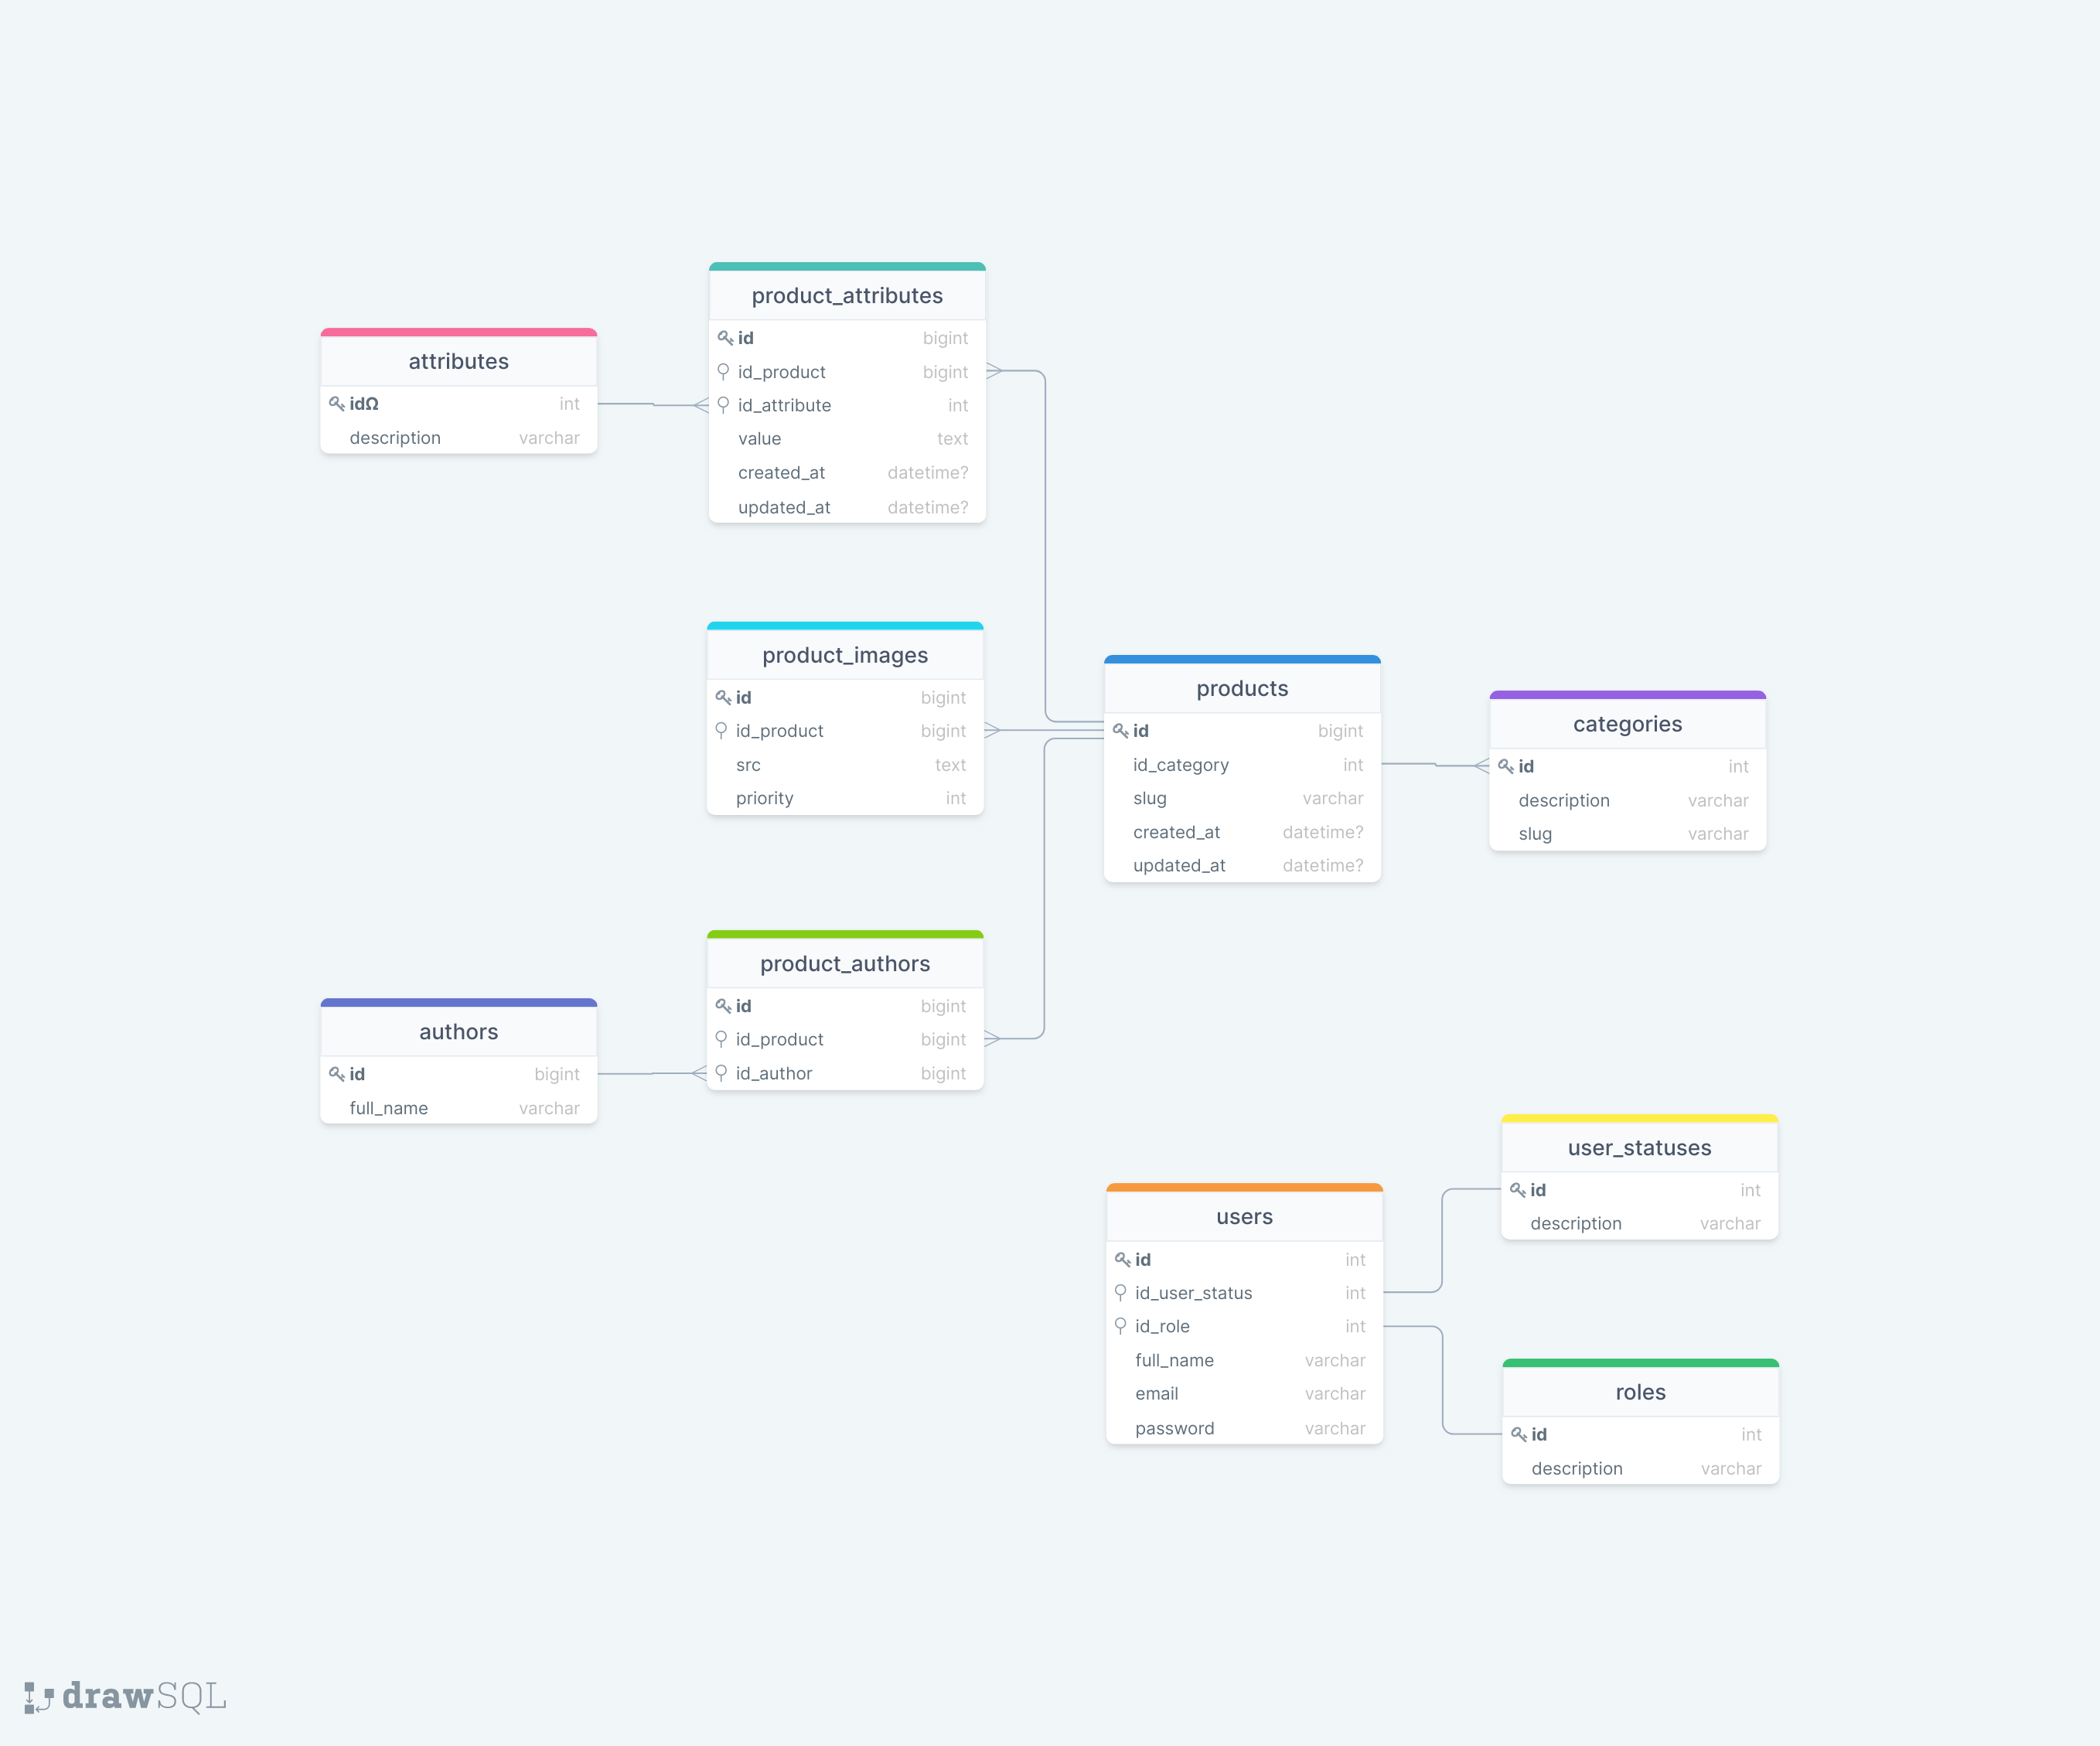 product_attributes
id bigint
id_product bigint
id_attribute int
value text
created_at datetime?
updated_at datetime?
attributes
idΩ int
description varchar
product_images
id bigint
id_product bigint
src text
priority int
products
id bigint
id_category int
slug varchar
created_at datetime?
updated_at datetime?
categories
id int
description varchar
slug varchar
product_authors
id bigint
id_product bigint
id_author bigint
authors
id bigint
full_name varchar
user_statuses
id int
description varchar
users
id int
id_user_status int
id_role int
full_name varchar
email varchar
password varchar
roles
id int
description varchar
drawSQL